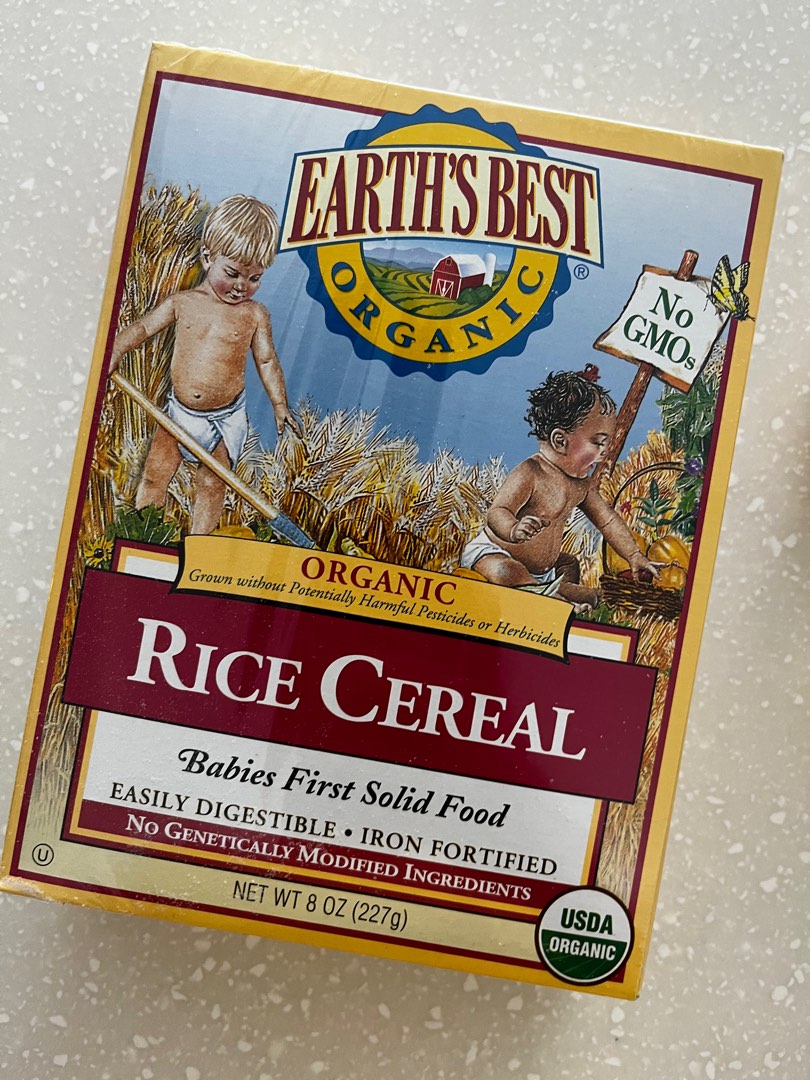 EARTH'S BEST
ORGANIC
®
No
GMOs
ORGANIC
Grown without Potentially Harmful Pesticides or Herbicides
RICE CEREAL
Babies First Solid Food
EASILY DIGESTIBLE • IRON FORTIFIED
NO GENETICALLY MODIFIED INGREDIENTS
U
NET WT 8 OZ (227g)
USDA
ORGANIC